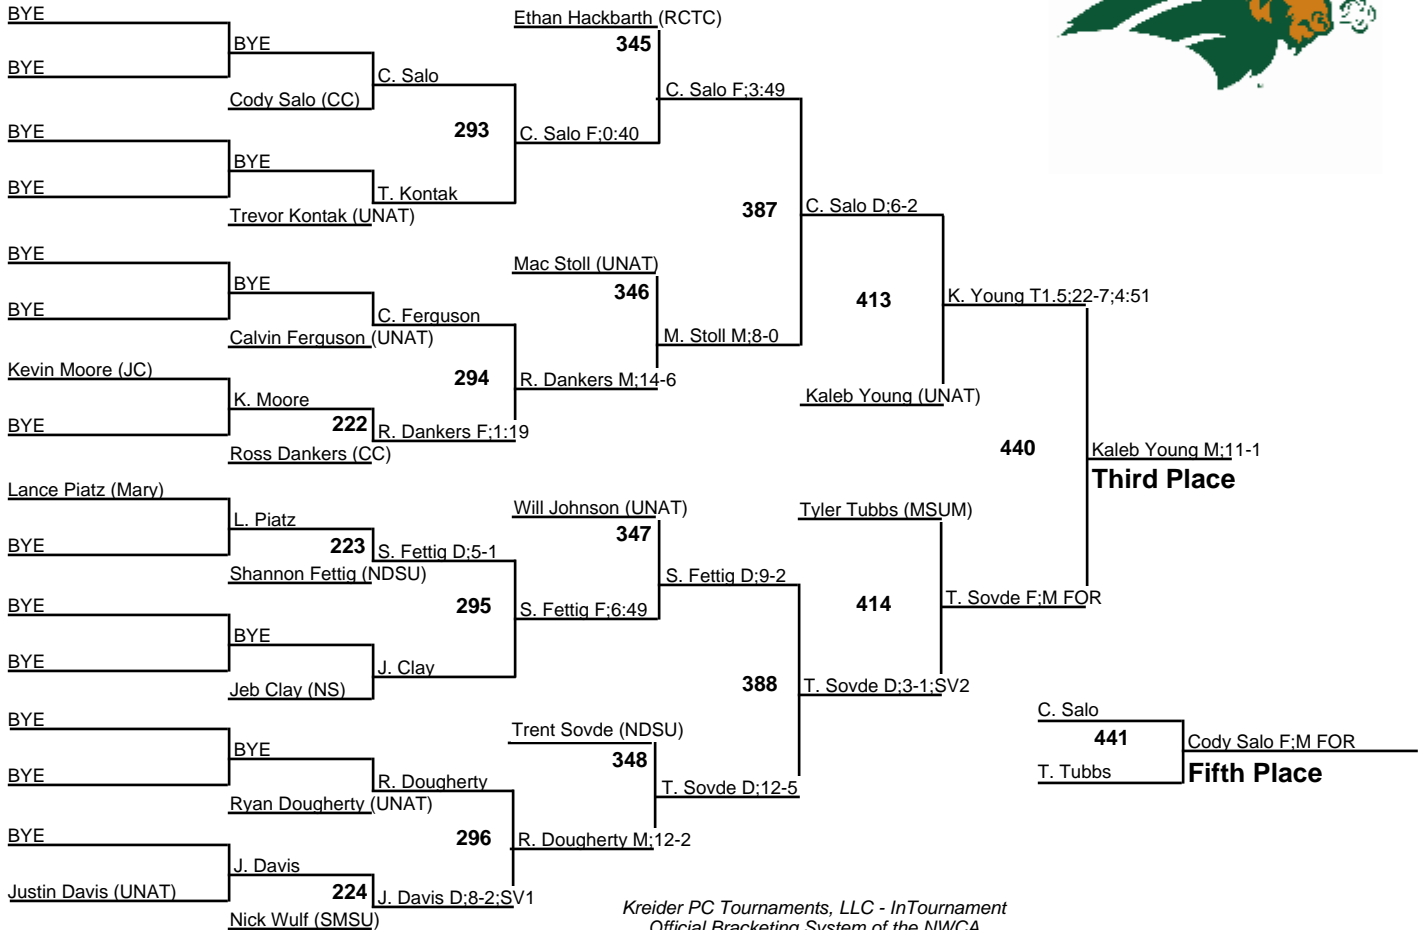 BYE
BYE
BYE
Cody Salo (CC)
C. Salo
BYE
BYE
BYE
Trevor Kontak (UNAT)
T. Kontak
293
C. Salo F;0:40
Ethan Hackbarth (RCTC)
345
C. Salo F;3:49
BYE
BYE
BYE
Calvin Ferguson (UNAT)
C. Ferguson
Kevin Moore (JC)
BYE
K. Moore
222
Ross Dankers (CC)
R. Dankers F;1:19
294
R. Dankers M;14-6
Mac Stoll (UNAT)
346
M. Stoll M;8-0
387
C. Salo D;6-2
413
Kaleb Young (UNAT)
K. Young T1.5;22-7;4:51
Lance Piatz (Mary)
BYE
L. Piatz
223
Shannon Fettig (NDSU)
S. Fettig D;5-1
BYE
BYE
BYE
Jeb Clay (NS)
J. Clay
295
S. Fettig F;6:49
Will Johnson (UNAT)
347
S. Fettig D;9-2
BYE
BYE
BYE
Ryan Dougherty (UNAT)
R. Dougherty
BYE
Justin Davis (UNAT)
J. Davis
224
Nick Wulf (SMSU)
J. Davis D;8-2;SV1
296
R. Dougherty M;12-2
Trent Sovde (NDSU)
348
T. Sovde D;12-5
388
T. Sovde D;3-1;SV2
Tyler Tubbs (MSUM)
414
T. Sovde F;M FOR
440
Kaleb Young M;11-1
Third Place
C. Salo
441
T. Tubbs
Cody Salo F;M FOR
Fifth Place
Kreider PC Tournaments, LLC - InTournament
Official Bracketing System of the NWCA